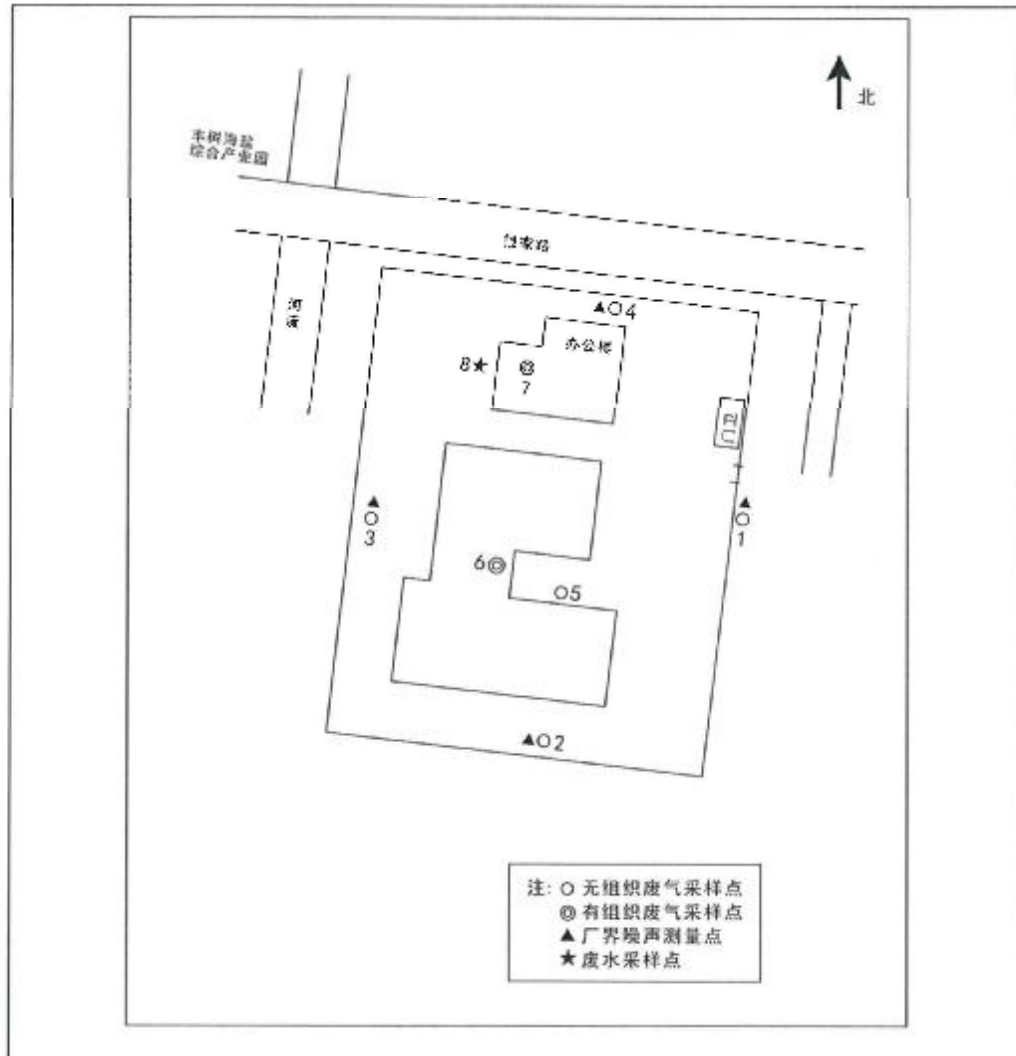 北
丰树海盐
综合产业园
河流
▲○4
办公楼
8★
◎
7
门卫
▲
○
3
▲
○
1
6◎
○5
▲○2
注: ○ 无组织废气采样点
◎ 有组织废气采样点
▲ 厂界噪声测量点
★ 废水采样点